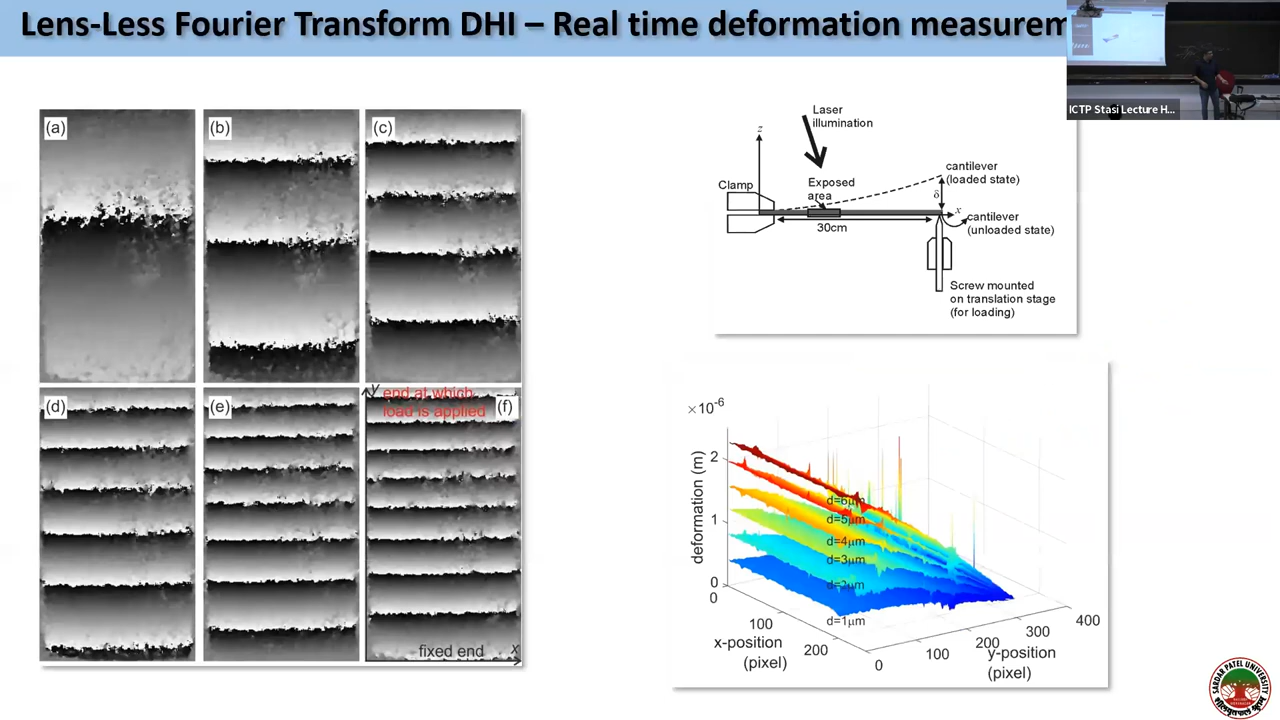 Lens-Less Fourier Transform DHI – Real time deformation measurem
ICTP Stasi Lecture H...
(a)
(b)
(c)
(d)
(e)
(f)
y
end at which
load is applied
fixed end
x
Laser
illumination
z
Clamp
Exposed
area
cantilever
(loaded state)
δ
x
cantilever
(unloaded state)
30cm
Screw mounted
on translation stage
(for loading)
×10⁻⁶
deformation (m)
2
1
0
0
100
200
x-position
(pixel)
0
100
200
300
400
y-position
(pixel)
d=6μm
d=5μm
d=4μm
d=3μm
d=2μm
d=1μm
SARDAR PATEL UNIVERSITY